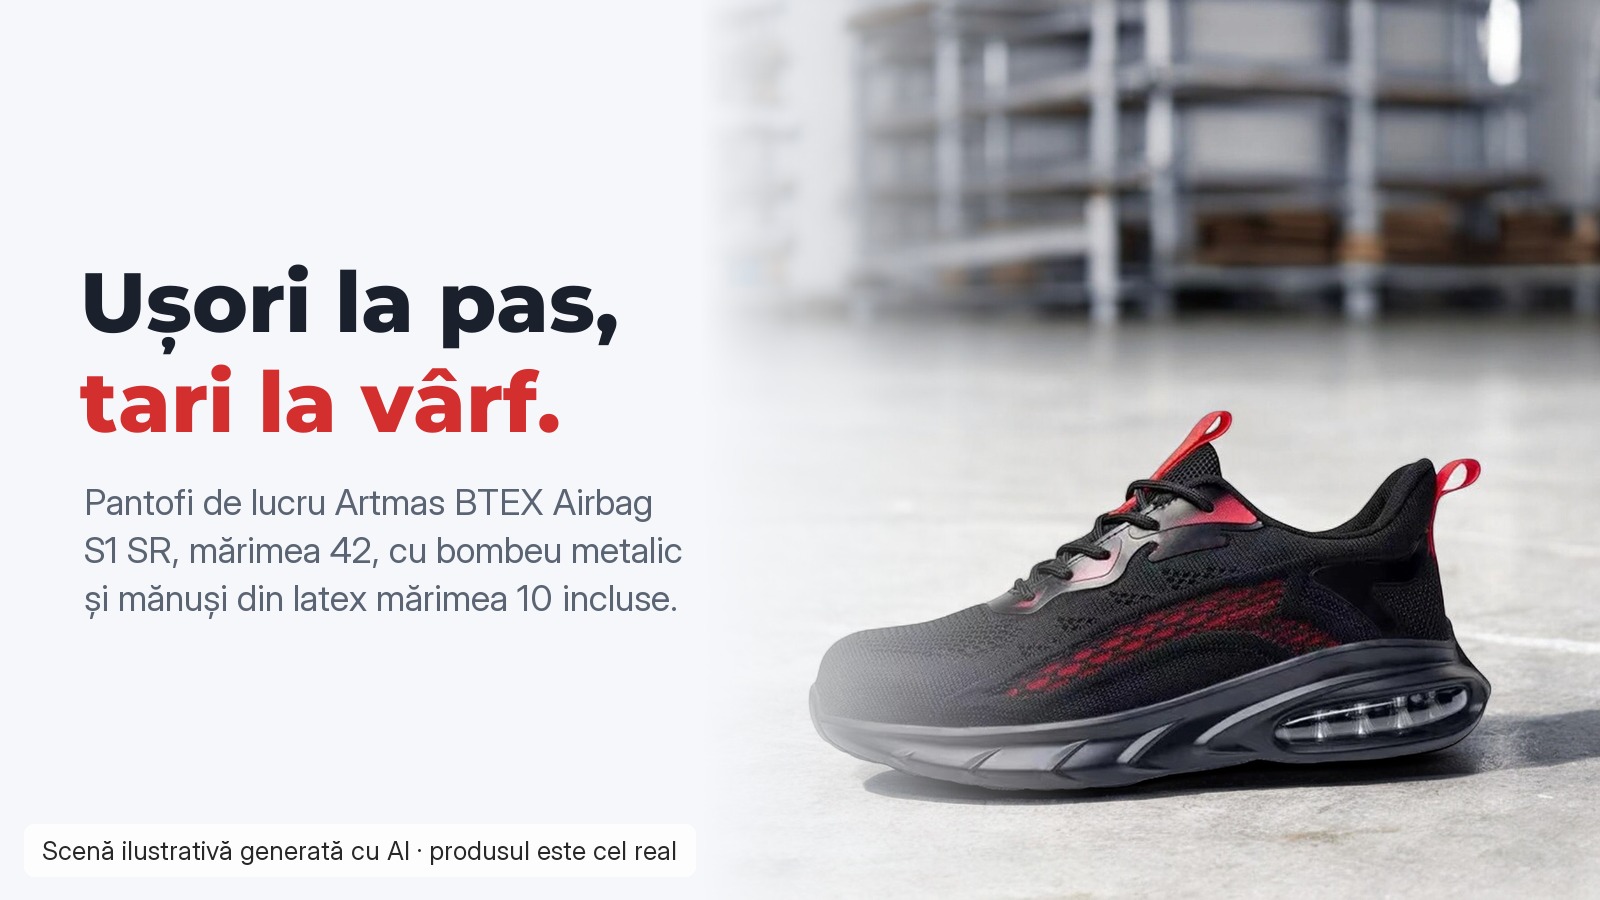 Ușori la pas,
tari la vârf.
Pantofi de lucru Artmas BTEX Airbag
S1 SR, mărimea 42, cu bombeu metalic
și mănuși din latex mărimea 10 incluse.
Scenă ilustrativă generată cu AI · produsul este cel real